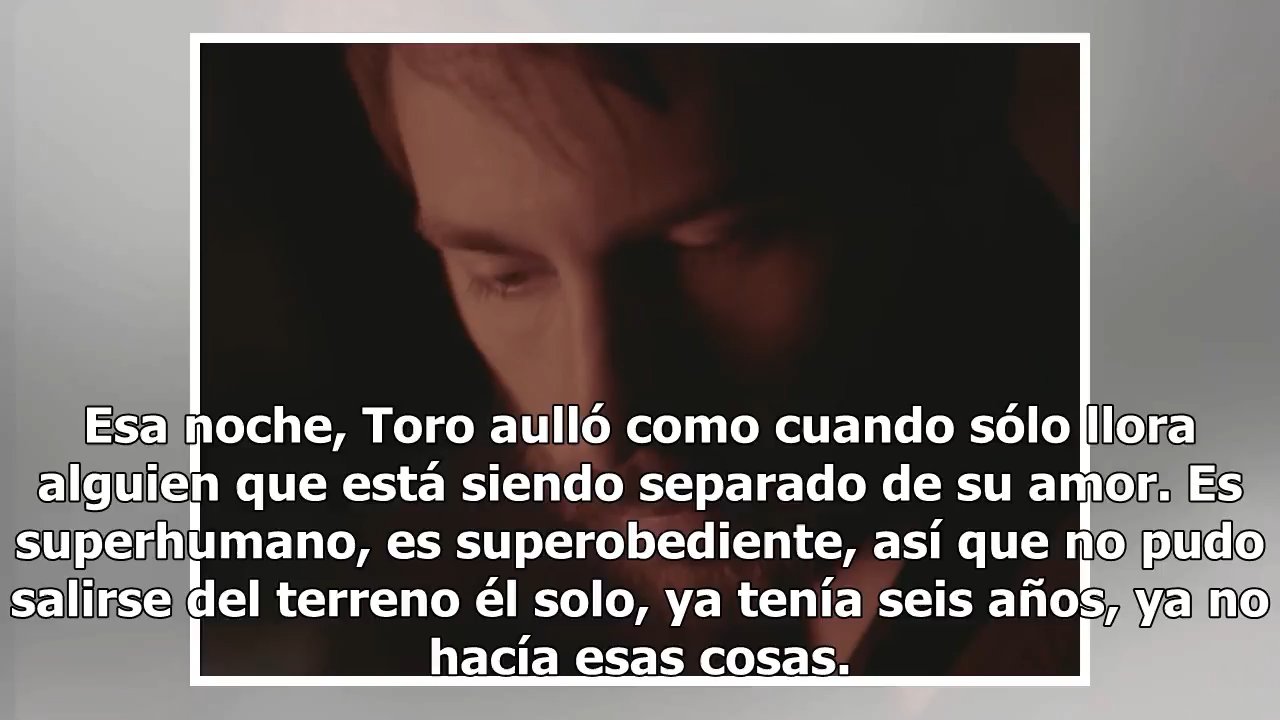 Esa noche, Toro aulló como cuando sólo llora
alguien que está siendo separado de su amor. Es
superhumano, es superobediente, así que no pudo
salirse del terreno él solo, ya tenía seis años, ya no
hacía esas cosas.